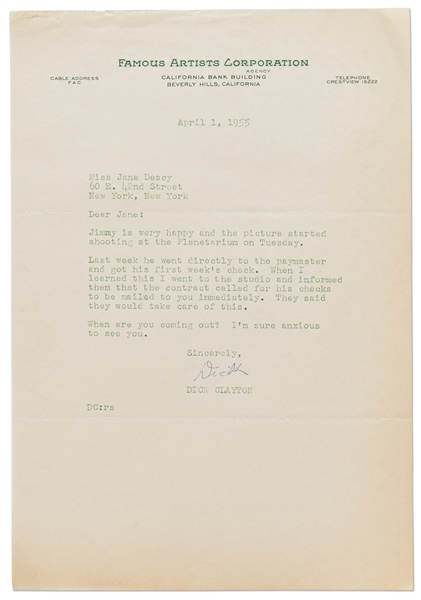 FAMOUS ARTISTS CORPORATION
AGENCY
CABLE ADDRESS
FAC
CALIFORNIA BANK BUILDING
BEVERLY HILLS, CALIFORNIA
TELEPHONE
CRESTVIEW 16222
April 1, 1955
Miss Jane Deacy
60 E. 42nd Street
New York, New York
Dear Jane:
Jimmy is very happy and the picture started
shooting at the Planetarium on Tuesday.
Last week he went directly to the paymaster
and got his first week's check. When I
learned this I went to the studio and informed
them that the contract called for his checks
to be mailed to you immediately. They said
they would take care of this.
When are you coming out? I'm sure anxious
to see you.
Sincerely,
Dick
DICK CLAYTON
DC:rs